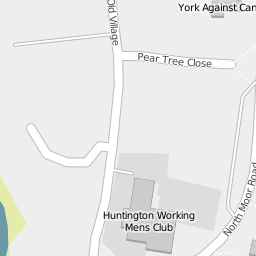 York Against Can
Old Village
Pear Tree Close
Huntington Working
Mens Club
North Moor Road